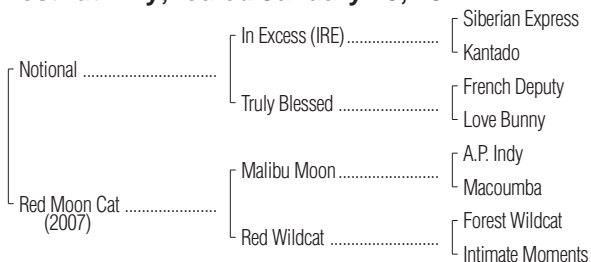 Siberian Express
In Excess (IRE)
Kantado
Notional
French Deputy
Truly Blessed
Love Bunny
A.P. Indy
Malibu Moon
Macoumba
Red Moon Cat
(2007)
Forest Wildcat
Red Wildcat
Intimate Moments